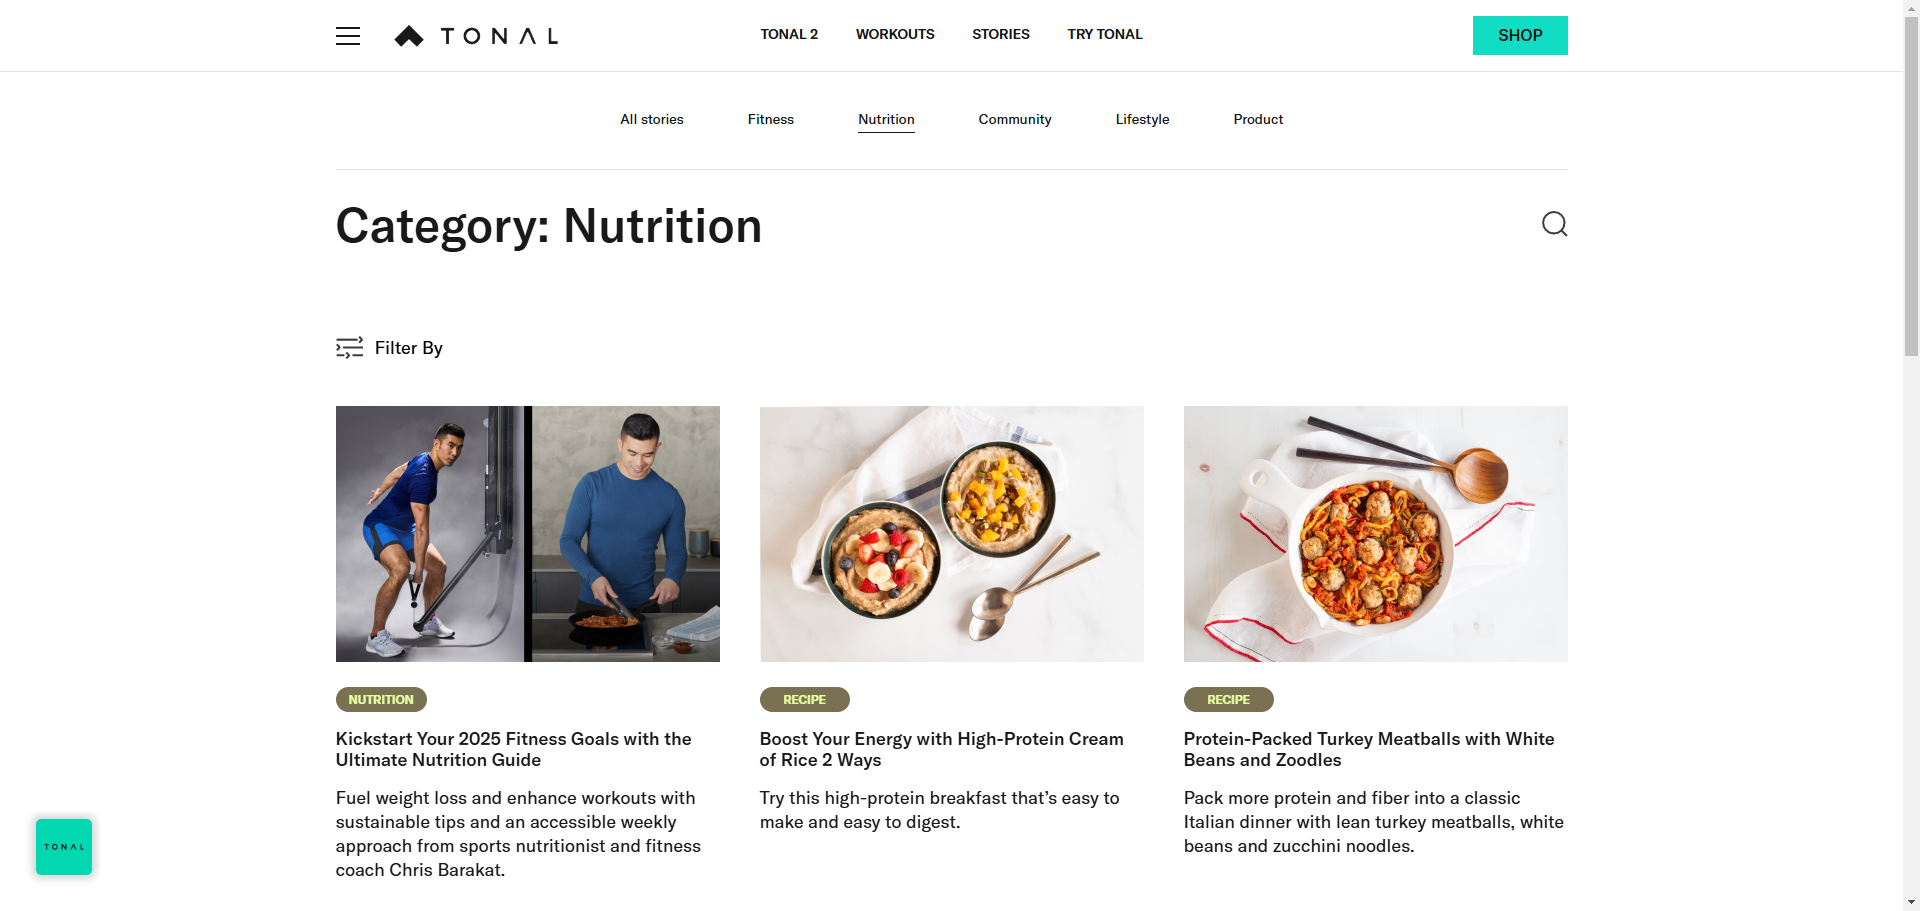 TONAL
TONAL 2
WORKOUTS
STORIES
TRY TONAL
SHOP
All stories
Fitness
Nutrition
Community
Lifestyle
Product
Category: Nutrition
Filter By
NUTRITION
Kickstart Your 2025 Fitness Goals with the
Ultimate Nutrition Guide
Fuel weight loss and enhance workouts with
sustainable tips and an accessible weekly
approach from sports nutritionist and fitness
coach Chris Barakat.
RECIPE
Boost Your Energy with High-Protein Cream
of Rice 2 Ways
Try this high-protein breakfast that’s easy to
make and easy to digest.
RECIPE
Protein-Packed Turkey Meatballs with White
Beans and Zoodles
Pack more protein and fiber into a classic
Italian dinner with lean turkey meatballs, white
beans and zucchini noodles.
TONAL